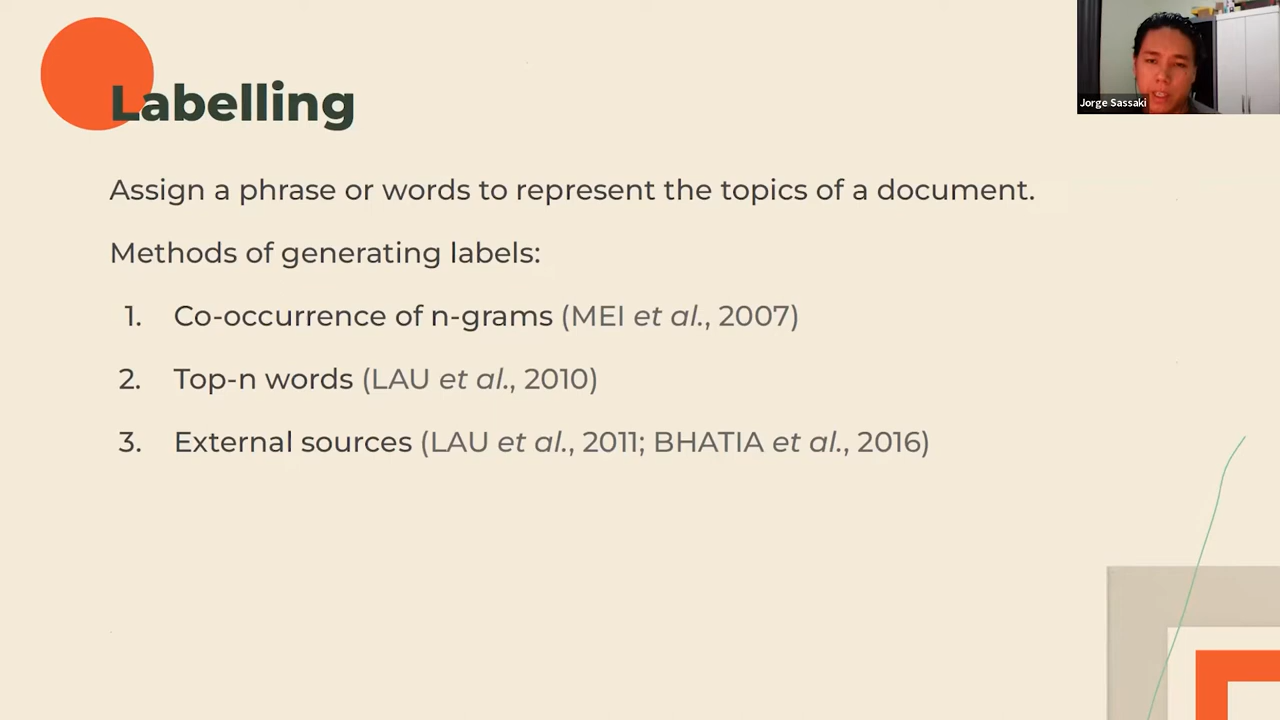 Labelling
Jorge Sassaki
Assign a phrase or words to represent the topics of a document.
Methods of generating labels:
1. Co-occurrence of n-grams (MEI et al., 2007)
2. Top-n words (LAU et al., 2010)
3. External sources (LAU et al., 2011; BHATIA et al., 2016)